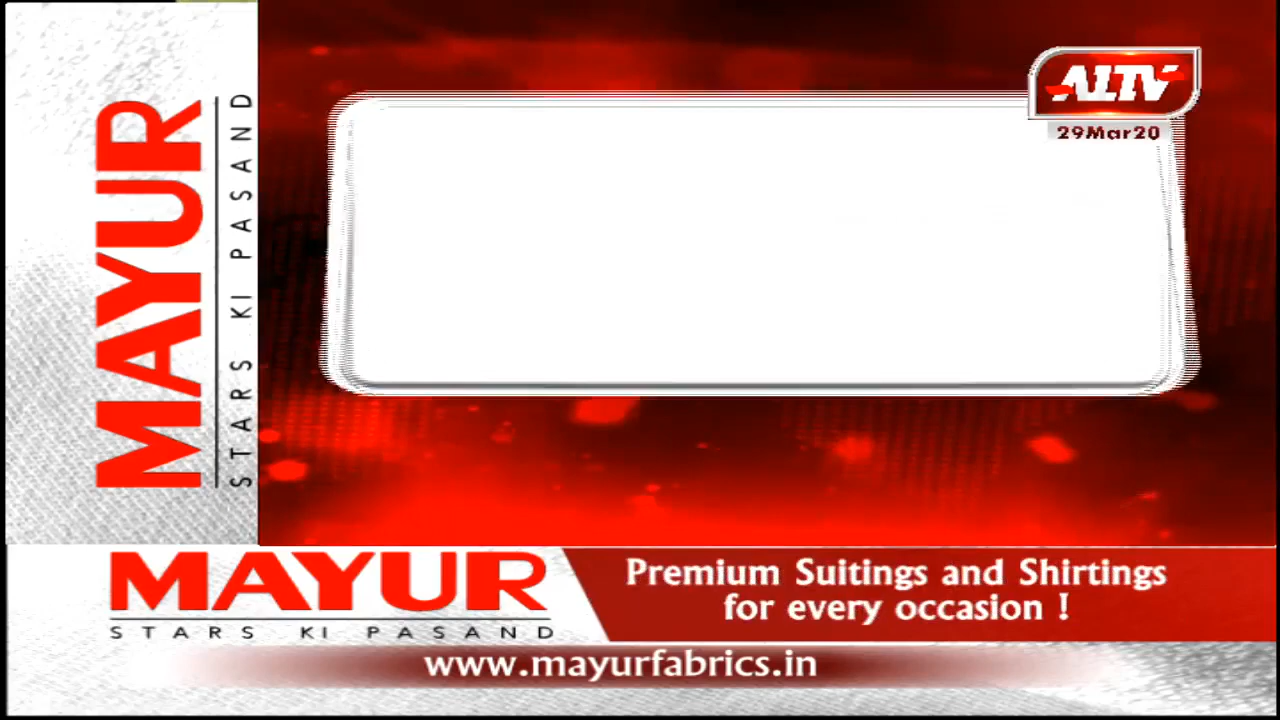 MAYUR
STARS KI PASAND
ALTV
29Mar20
MAYUR
STARS KI PASAND
Premium Suitings and Shirtings
for every occasion !
www.mayurfabrics.in